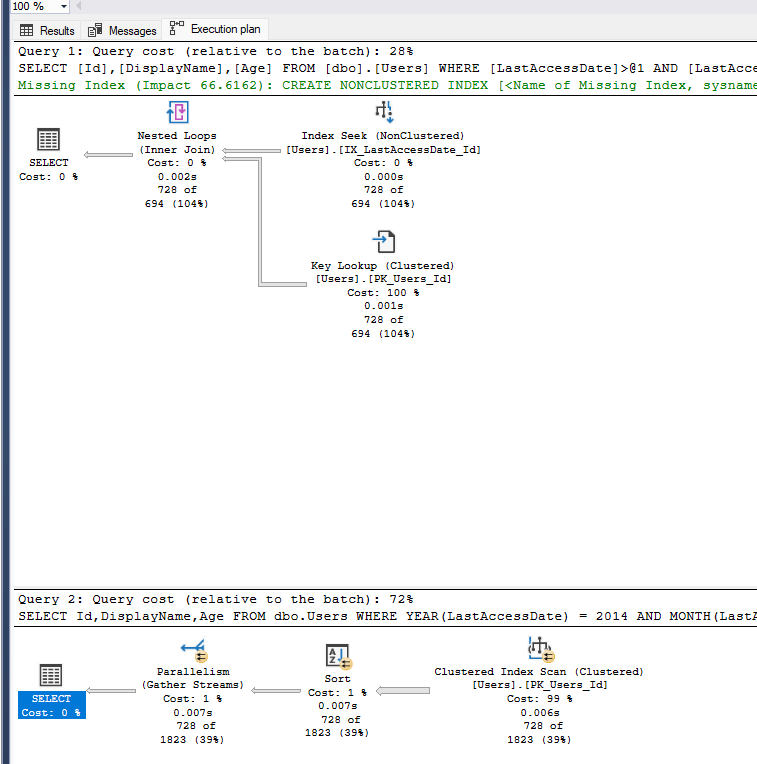 100 %
Results Messages Execution plan
Query 1: Query cost (relative to the batch): 28%
SELECT [Id],[DisplayName],[Age] FROM [dbo].[Users] WHERE [LastAccessDate]>@1 AND [LastAcce
Missing Index (Impact 66.6162): CREATE NONCLUSTERED INDEX [<Name of Missing Index, sysname
SELECT
Cost: 0 %
Nested Loops
(Inner Join)
Cost: 0 %
0.002s
728 of
694 (104%)
Index Seek (NonClustered)
[Users].[IX_LastAccessDate_Id]
Cost: 0 %
0.000s
728 of
694 (104%)
Key Lookup (Clustered)
[Users].[PK_Users_Id]
Cost: 100 %
0.001s
728 of
694 (104%)
Query 2: Query cost (relative to the batch): 72%
SELECT Id,DisplayName,Age FROM dbo.Users WHERE YEAR(LastAccessDate) = 2014 AND MONTH(LastA
SELECT
Cost: 0 %
Parallelism
(Gather Streams)
Cost: 1 %
0.007s
728 of
1823 (39%)
Sort
Cost: 1 %
0.007s
728 of
1823 (39%)
Clustered Index Scan (Clustered)
[Users].[PK_Users_Id]
Cost: 99 %
0.006s
728 of
1823 (39%)